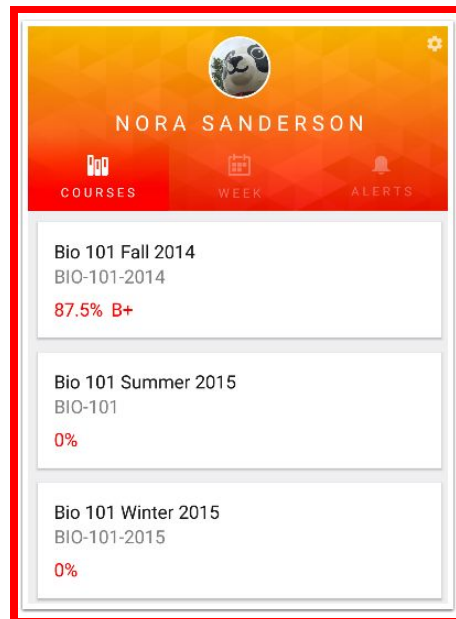 NORA SANDERSON
COURSES
WEEK
ALERTS
Bio 101 Fall 2014
BIO-101-2014
87.5% B+
Bio 101 Summer 2015
BIO-101
0%
Bio 101 Winter 2015
BIO-101-2015
0%